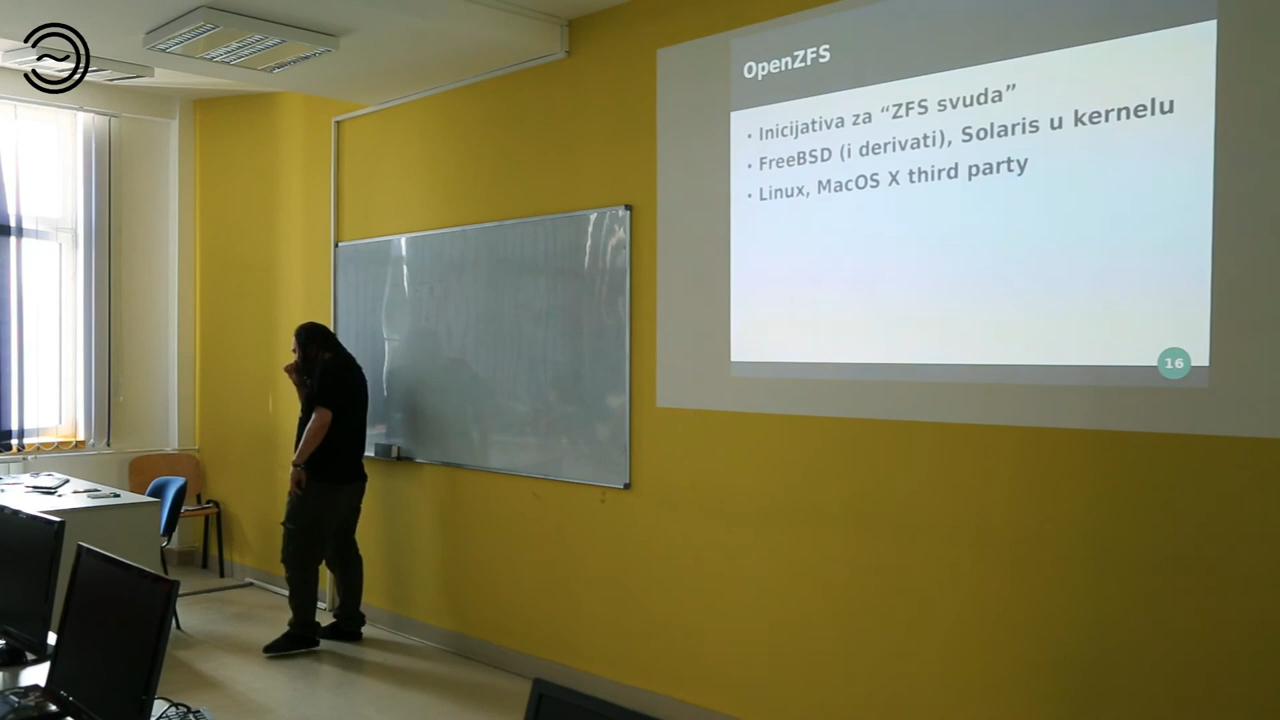 OpenZFS
• Inicijativa za “ZFS svuda”
• FreeBSD (i derivati), Solaris u kernelu
• Linux, MacOS X third party
16